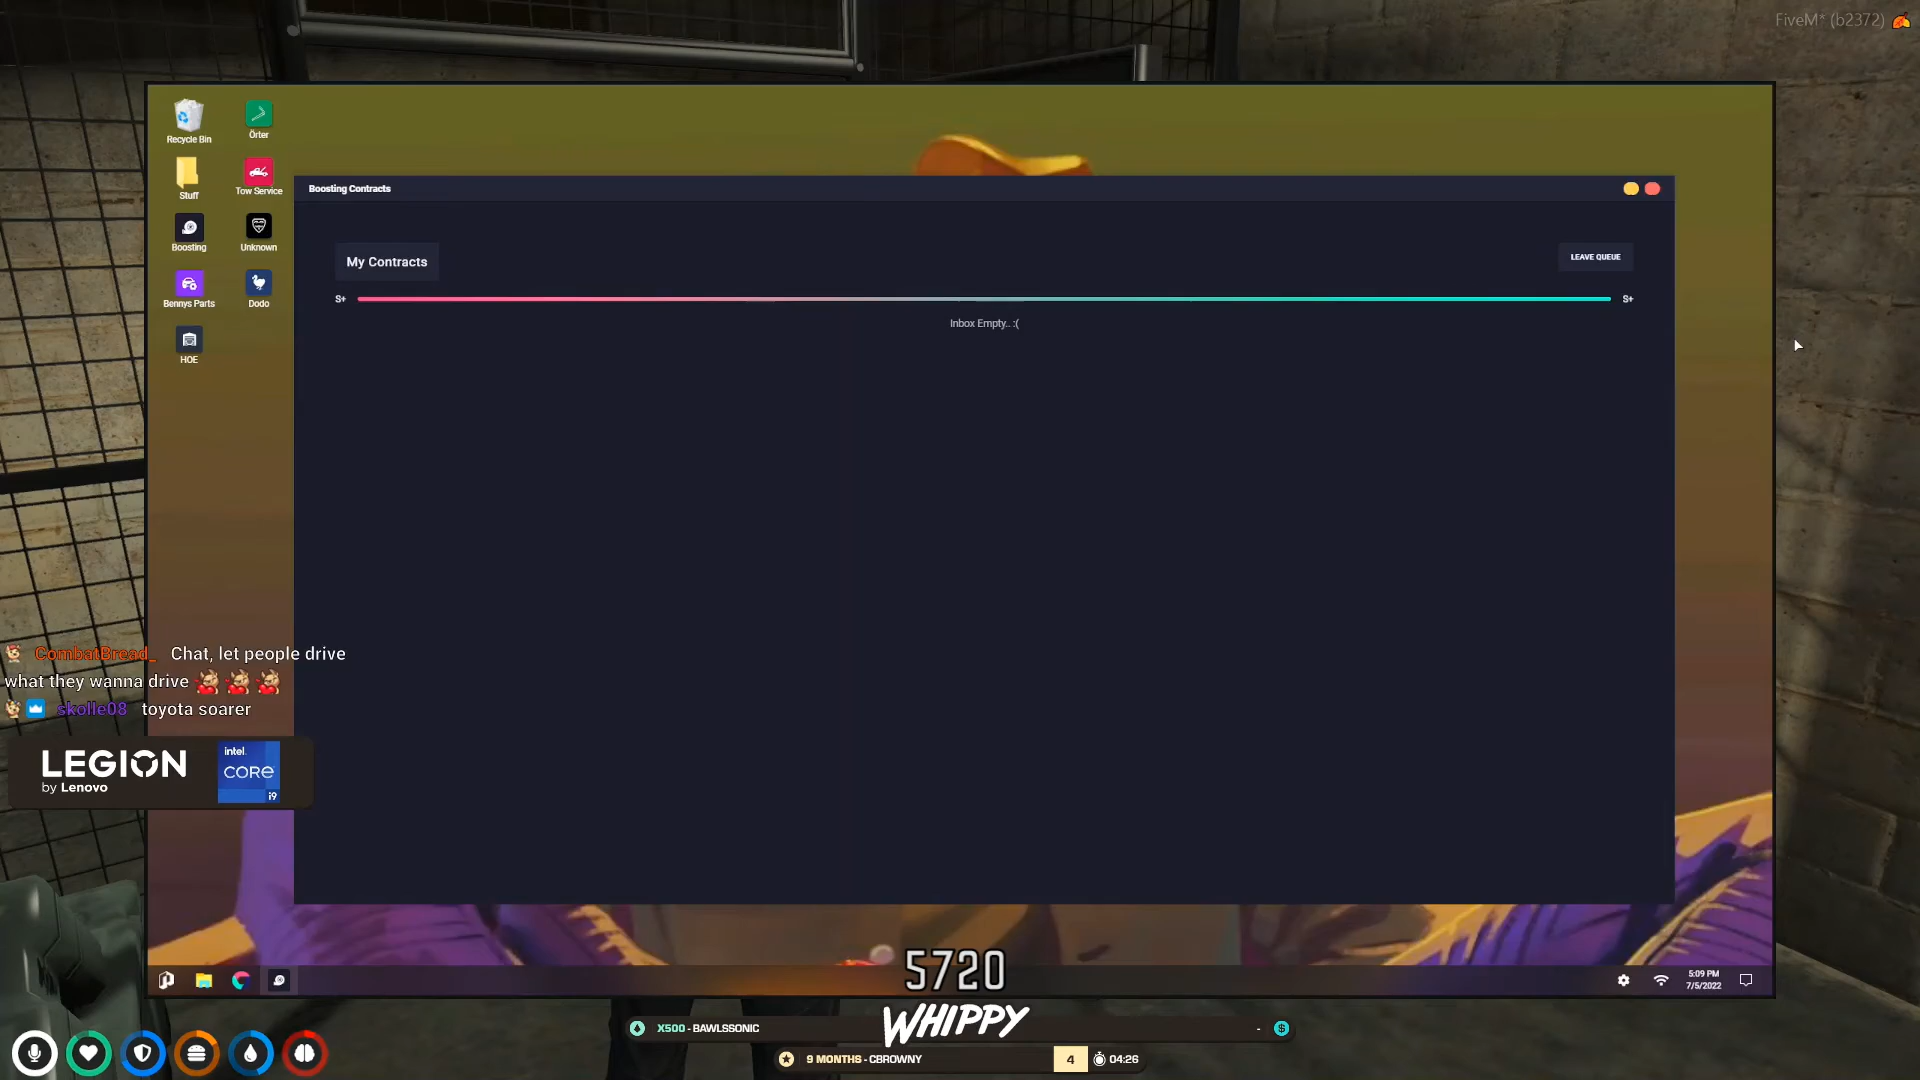 FiveM* (b2372)
Recycle Bin
Örter
Stuff
Tow Service
Boosting
Unknown
Bennys Parts
Dodo
HOE
Boosting Contracts
My Contracts
LEAVE QUEUE
S+
S+
Inbox Empty.. :(
CombatBread_ Chat, let people drive
what they wanna drive
skolle08 toyota soarer
LEGION
by Lenovo
intel.
CORE
i9
5:09 PM
7/5/2022
5720
WHIPPY
X500 - BAWLSSONIC
-
9 MONTHS - CBROWNY
4
04:26